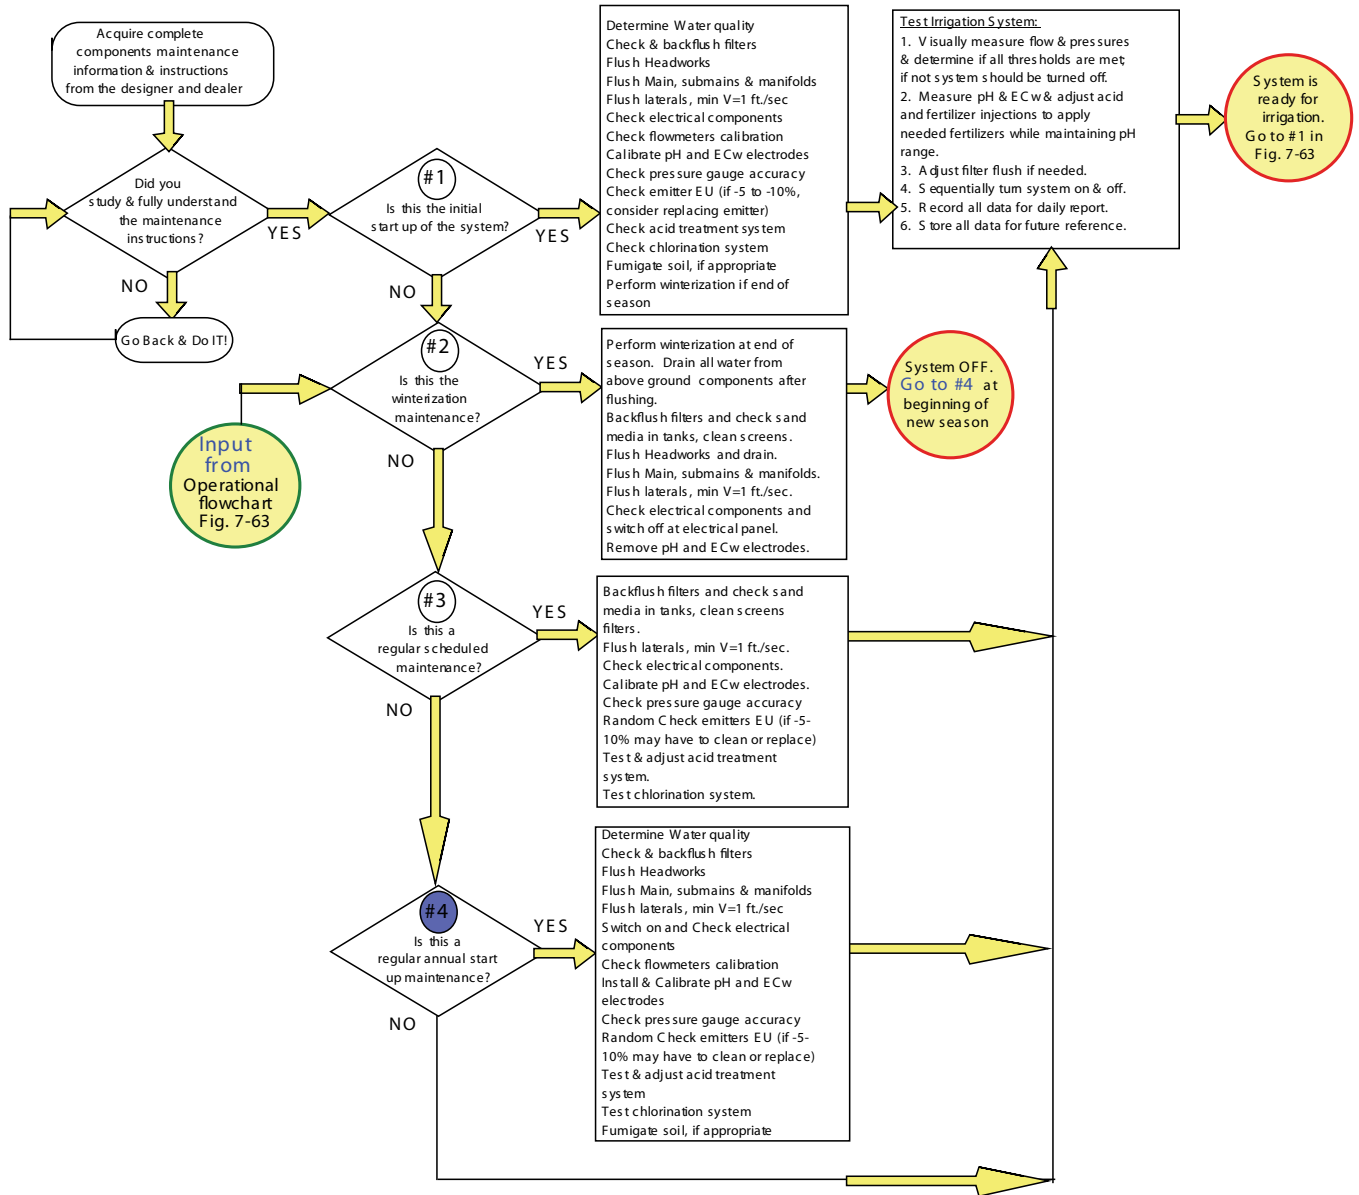 Acquire complete
components maintenance
information & instructions
from the designer and dealer
Did you
study & fully understand
the maintenance
instructions?
YES
NO
Go Back & Do IT!
#1
Is this the initial
start up of the system?
YES
NO
Determine Water quality
Check & backflush filters
Flush Headworks
Flush Main, submains & manifolds
Flush laterals, min V=1 ft./sec
Check electrical components
Check flowmeters calibration
Calibrate pH and ECw electrodes
Check pressure gauge accuracy
Check emitter EU (if -5 to -10%,
consider replacing emitter)
Check acid treatment system
Check chlorination system
Fumigate soil, if appropriate
Perform winterization if end of
season
Test Irrigation System:
1. Visually measure flow & pressures
& determine if all thresholds are met;
if not system should be turned off.
2. Measure pH & ECw & adjust acid
and fertilizer injections to apply
needed fertilizers while maintaining pH
range.
3. Adjust filter flush if needed.
4. Sequentially turn system on & off.
5. Record all data for daily report.
6. Store all data for future reference.
System is
ready for
irrigation.
Go to #1 in
Fig. 7-63
#2
Is this the
winterization
maintenance?
YES
NO
Input
from
Operational
flowchart
Fig. 7-63
Perform winterization at end of
season. Drain all water from
above ground components after
flushing.
Backflush filters and check sand
media in tanks, clean screens.
Flush Headworks and drain.
Flush Main, submains & manifolds.
Flush laterals, min V=1 ft./sec.
Check electrical components and
switch off at electrical panel.
Remove pH and ECw electrodes.
System OFF.
Go to #4 at
beginning of
new season
#3
Is this a
regular scheduled
maintenance?
YES
NO
Backflush filters and check sand
media in tanks, clean screens
filters.
Flush laterals, min V=1 ft./sec.
Check electrical components.
Calibrate pH and ECw electrodes.
Check pressure gauge accuracy
Random Check emitters EU (if -5-
10% may have to clean or replace)
Test & adjust acid treatment
system.
Test chlorination system.
#4
Is this a
regular annual start
up maintenance?
YES
NO
Determine Water quality
Check & backflush filters
Flush Headworks
Flush Main, submains & manifolds
Flush laterals, min V=1 ft./sec
Switch on and Check electrical
components
Check flowmeters calibration
Install & Calibrate pH and ECw
electrodes
Check pressure gauge accuracy
Random Check emitters EU (if -5-
10% may have to clean or replace)
Test & adjust acid treatment
system
Test chlorination system
Fumigate soil, if appropriate